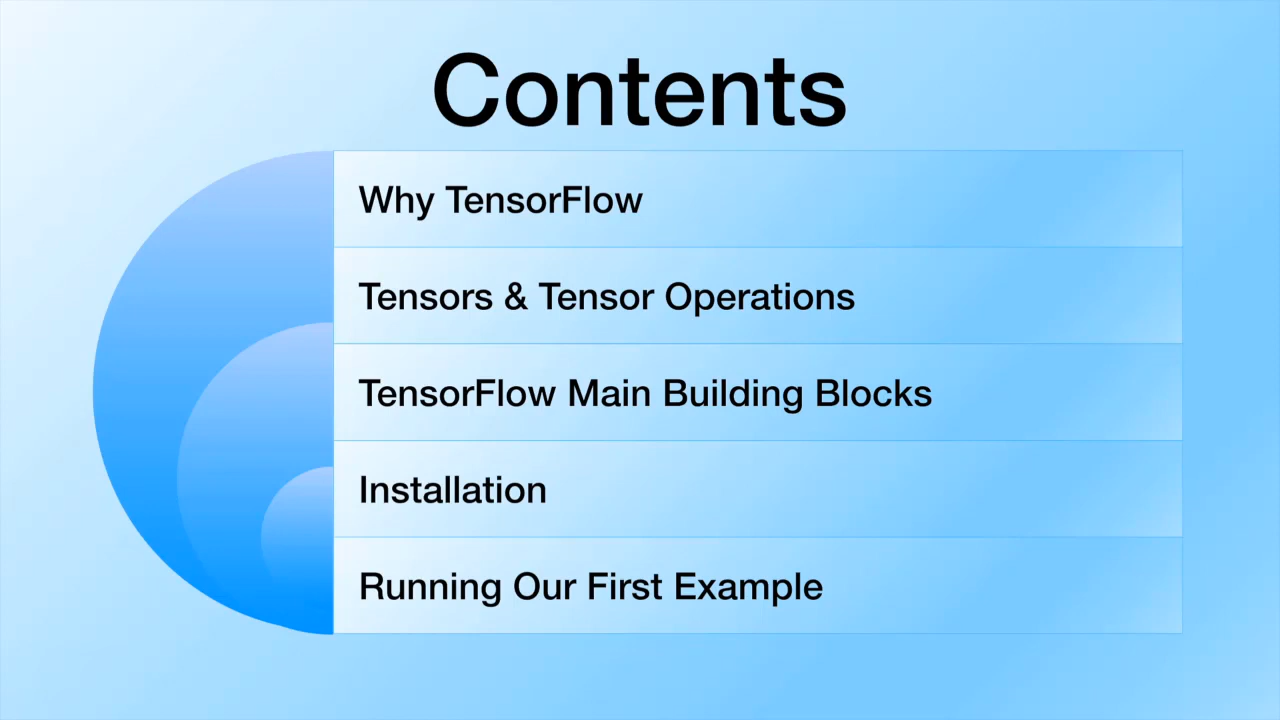 Contents
Why TensorFlow
Tensors & Tensor Operations
TensorFlow Main Building Blocks
Installation
Running Our First Example